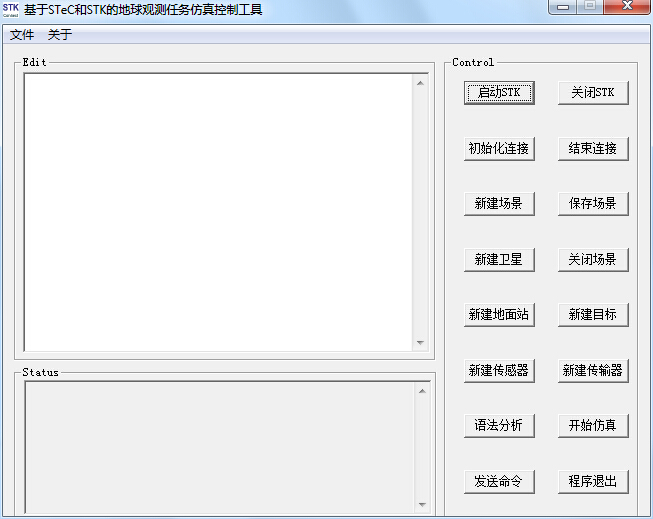 STK
Connect
基于STeC和STK的地球观测任务仿真控制工具
文件 关于
Edit
Control
启动STK 关闭STK
初始化连接 结束连接
新建场景 保存场景
新建卫星 关闭场景
新建地面站 新建目标
Status
新建传感器 新建传输器
语法分析 开始仿真
发送命令 程序退出